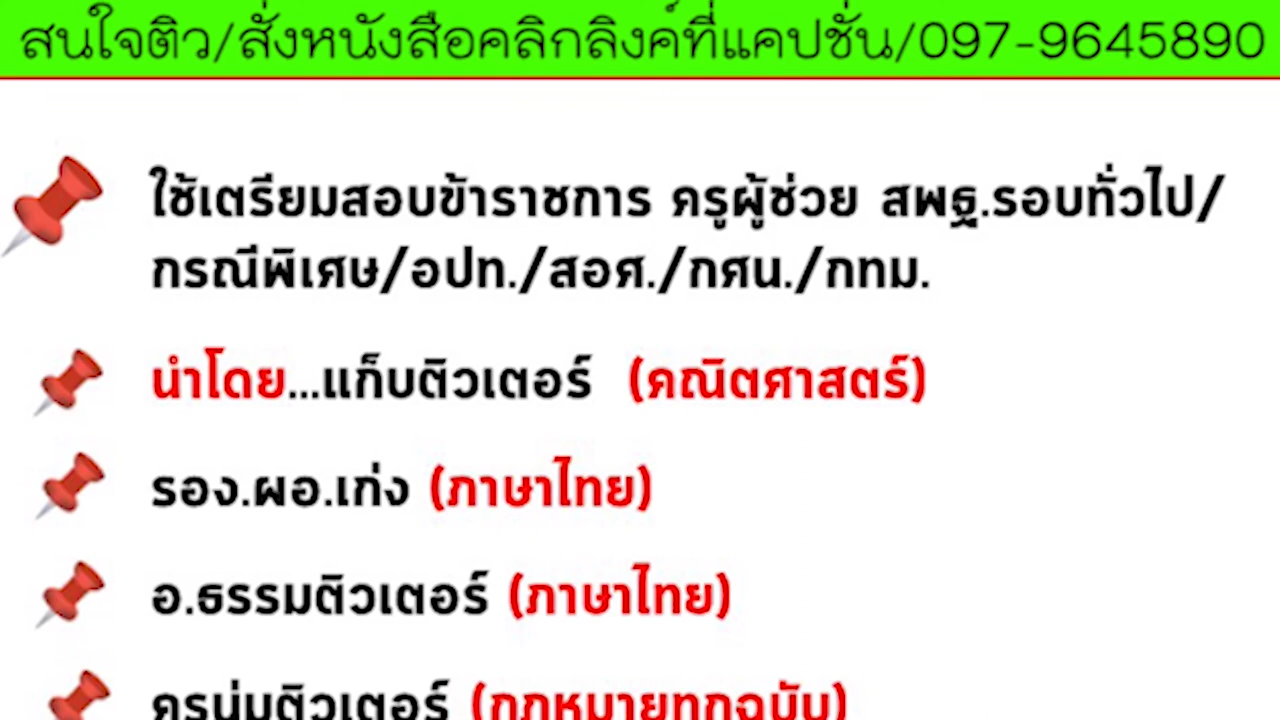 สนใจติว/สั่งหนังสือคลิกลิงค์ที่แคปชั่น/097-9645890
ใช้เตรียมสอบข้าราชการ ครูผู้ช่วย สพฐ.รอบทั่วไป/
กรณีพิเศษ/อปท./สอศ./กศน./กทม.
นำโดย...แก็บติวเตอร์ (คณิตศาสตร์)
รอง.ผอ.เก่ง (ภาษาไทย)
อ.ธรรมติวเตอร์ (ภาษาไทย)
ครูนุ่มติวเตอร์ (กฎหมายทุกฉบับ)